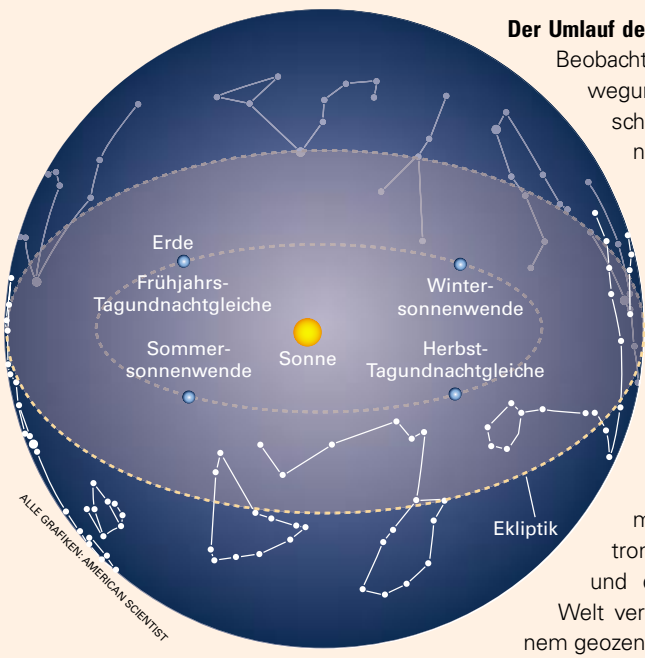 Der Umlauf de
Beobacht
wegur
sch
n
Erde
Frühjahrs-
Tagundnachtgleiche
Winter-
sonnenwende
Sommer-
sonnenwende
Sonne
Herbst-
Tagundnachtgleiche
Ekliptik
ALLE GRAFIKEN: AMERICAN SCIENTIST
m
tron
und e
Welt ver
nem geozen